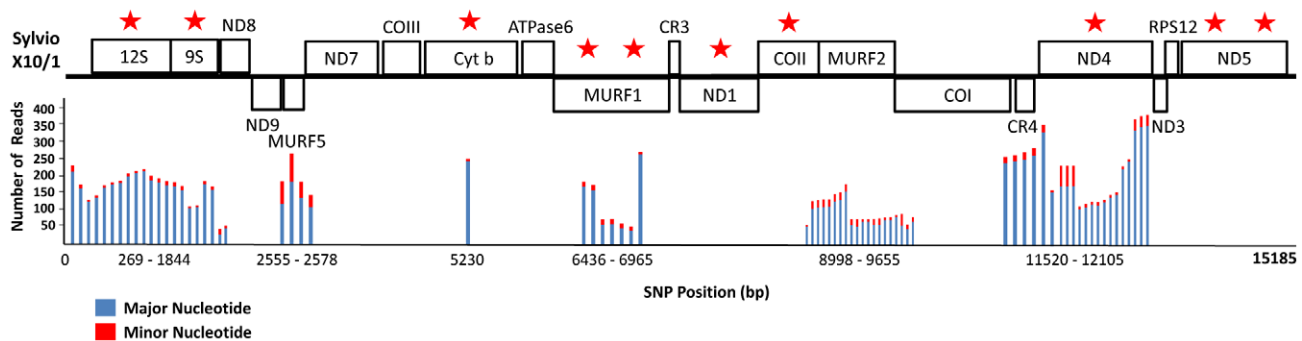 Sylvio
X10/1
12S
9S
ND8
ND9
MURF5
ND7
COIII
Cyt b
ATPase6
MURF1
CR3
ND1
COII
MURF2
COI
CR4
ND4
ND3
RPS12
ND5
Number of Reads
400
350
300
250
200
150
100
50
0
269 - 1844
2555 - 2578
5230
6436 - 6965
8998 - 9655
11520 - 12105
15185
SNP Position (bp)
Major Nucleotide
Minor Nucleotide